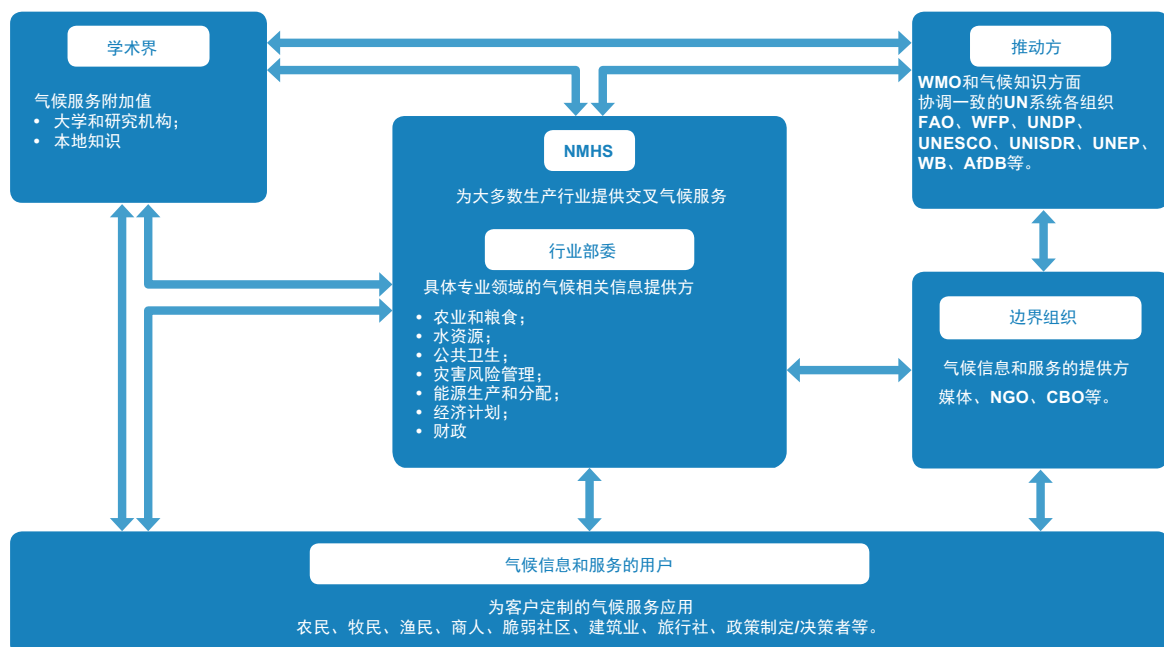 学术界
气候服务附加值
• 大学和研究机构；
• 本地知识
推动方
WMO和气候知识方面
协调一致的UN系统各组织
FAO、WFP、UNDP、
UNESCO、UNISDR、UNEP、
WB、AfDB等。
NMHS
为大多数生产行业提供交叉气候服务
行业部委
具体专业领域的气候相关信息提供方
• 农业和粮食；
• 水资源；
• 公共卫生；
• 灾害风险管理；
• 能源生产和分配；
• 经济计划；
• 财政
边界组织
气候信息和服务的提供方
媒体、NGO、CBO等。
气候信息和服务的用户
为客户定制的气候服务应用
农民、牧民、渔民、商人、脆弱社区、建筑业、旅行社、政策制定/决策者等。